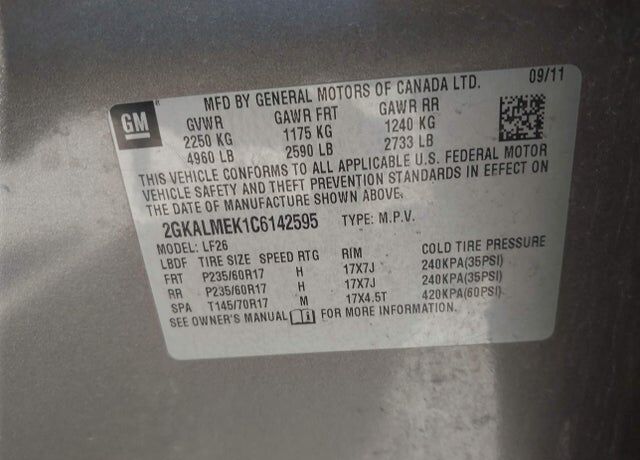 GM
MFD BY GENERAL MOTORS OF CANADA LTD. 09/11
GVWR GAWR FRT GAWR RR
2250 KG 1175 KG 1240 KG
4960 LB 2590 LB 2733 LB
THIS VEHICLE CONFORMS TO ALL APPLICABLE U.S. FEDERAL MOTOR
VEHICLE SAFETY AND THEFT PREVENTION STANDARDS IN EFFECT ON
THE DATE OF MANUFACTURE SHOWN ABOVE.
2GKALMEK1C6142595 TYPE: M.P.V.
MODEL: LF26
LBDF TIRE SIZE SPEED RTG RIM COLD TIRE PRESSURE
FRT P235/60R17 H 17X7J 240KPA(35PSI)
RR P235/60R17 H 17X7J 240KPA(35PSI)
SPA T145/70R17 M 17X4.5T 420KPA(60PSI)
SEE OWNER'S MANUAL FOR MORE INFORMATION.